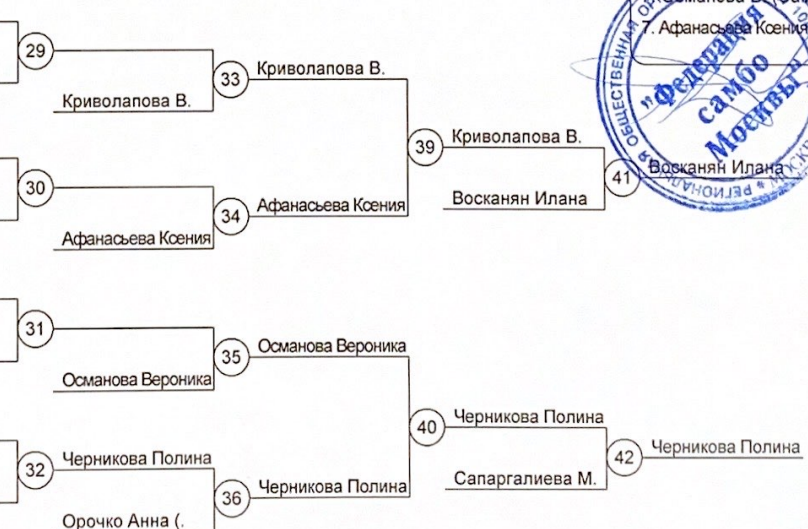 7. Афанасьева Ксения
29
33
Криволапова В.
Криволапова В.
39
Криволапова В.
30
34
Афанасьева Ксения
Афанасьева Ксения
Восканян Илана
41
Восканян Илана
"Федерация
самбо
Москвы"
31
35
Османова Вероника
Османова Вероника
40
Черникова Полина
32
Черникова Полина
36
Черникова Полина
Сапаргалиева М.
42
Черникова Полина
Орочко Анна (.